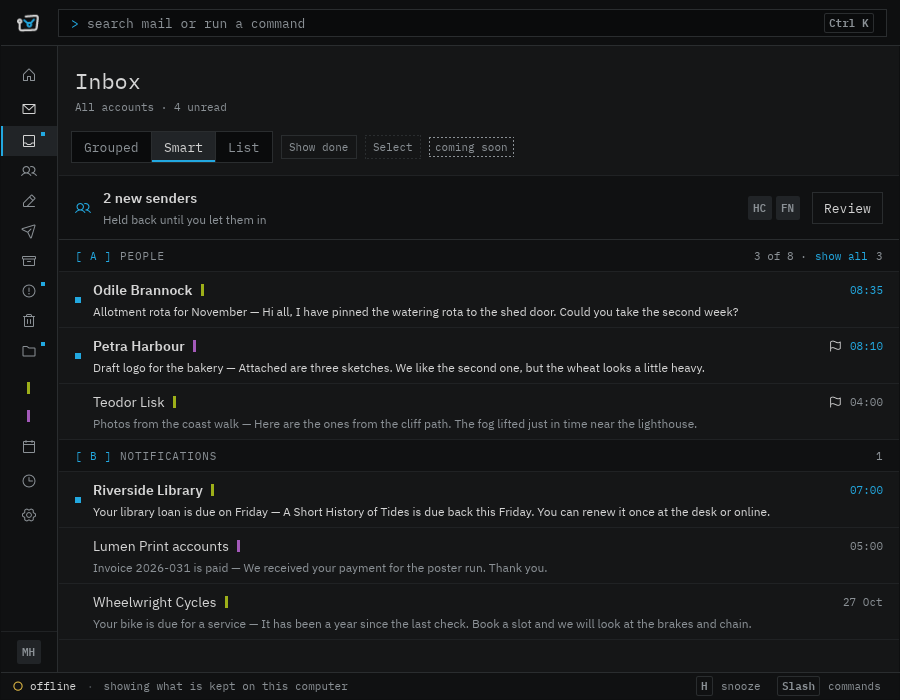 > search mail or run a command Ctrl K
Inbox
All accounts · 4 unread
Grouped Smart List Show done Select coming soon
2 new senders
Held back until you let them in
HC FN Review
[ A ] PEOPLE 3 of 8 · show all 3
Odile Brannock 08:35
Allotment rota for November — Hi all, I have pinned the watering rota to the shed door. Could you take the second week?
Petra Harbour 08:10
Draft logo for the bakery — Attached are three sketches. We like the second one, but the wheat looks a little heavy.
Teodor Lisk 04:00
Photos from the coast walk — Here are the ones from the cliff path. The fog lifted just in time near the lighthouse.
[ B ] NOTIFICATIONS 1
Riverside Library 07:00
Your library loan is due on Friday — A Short History of Tides is due back this Friday. You can renew it once at the desk or online.
Lumen Print accounts 05:00
Invoice 2026-031 is paid — We received your payment for the poster run. Thank you.
Wheelwright Cycles 27 Oct
Your bike is due for a service — It has been a year since the last check. Book a slot and we will look at the brakes and chain.
MH
offline · showing what is kept on this computer H snooze Slash commands